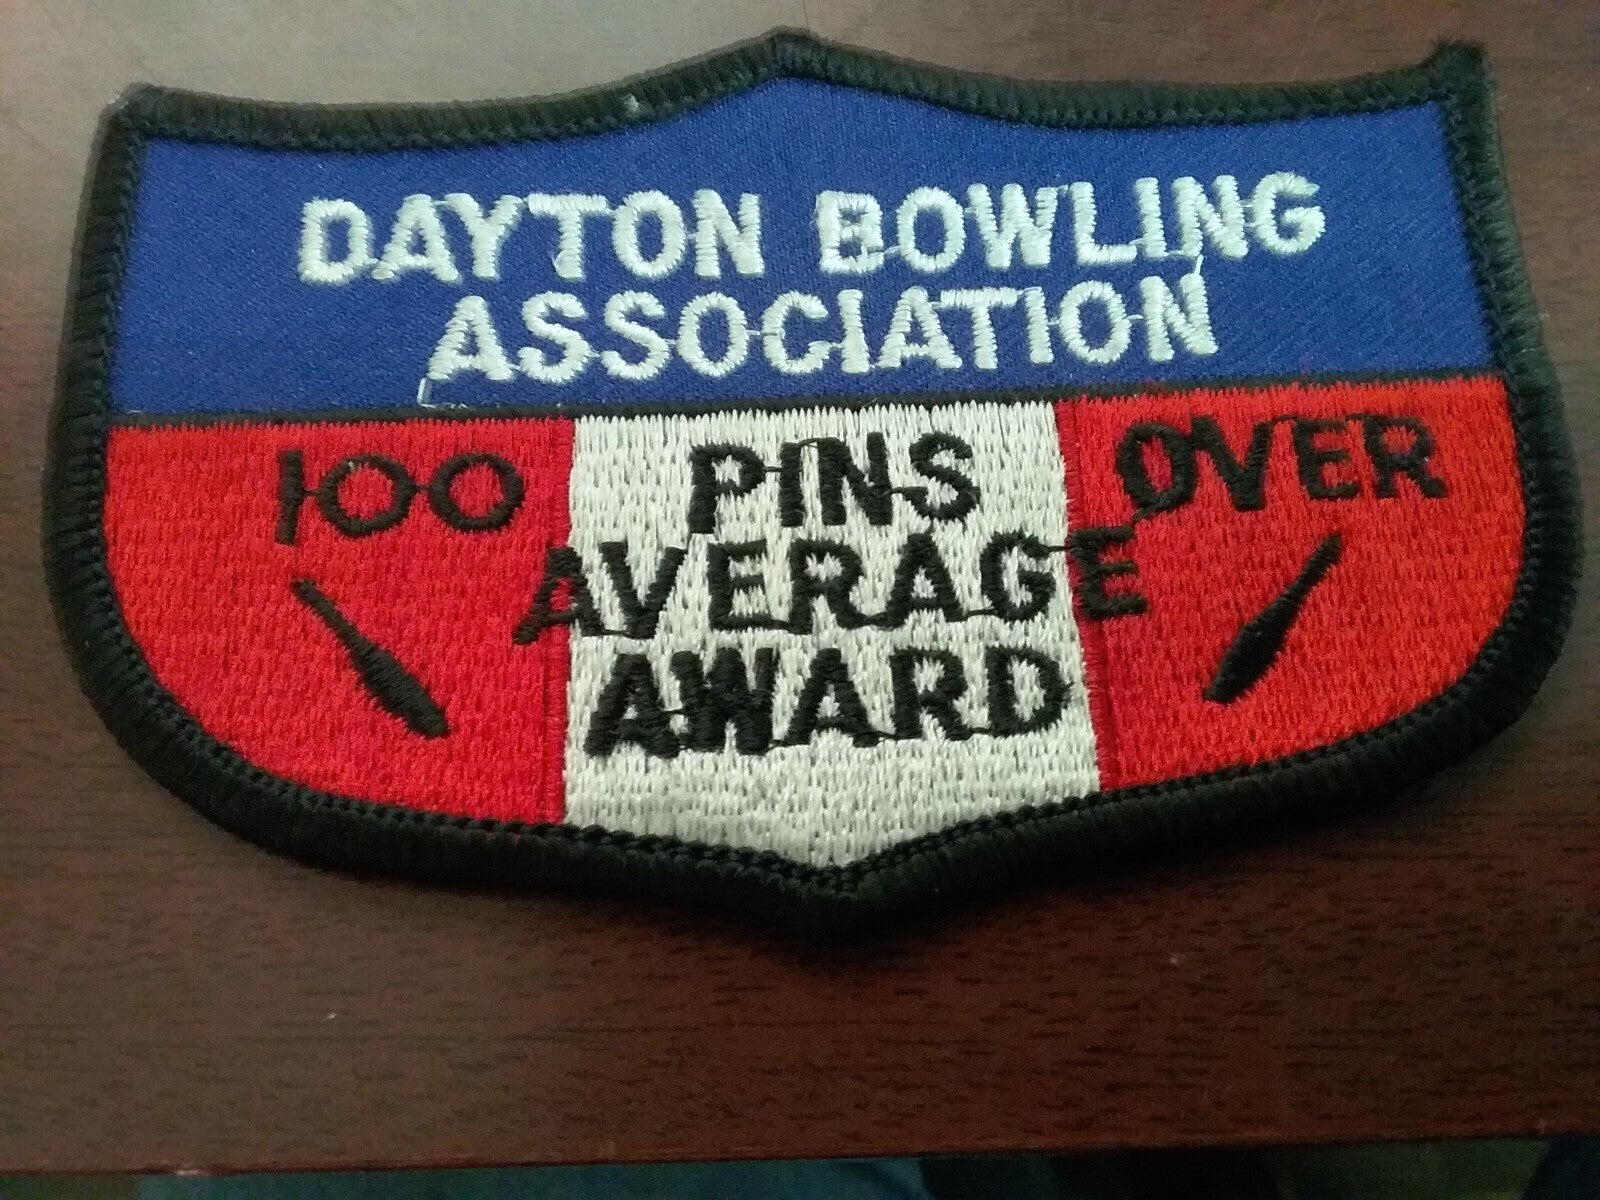 DAYTON BOWLING
ASSOCIATION
100 PINS OVER
AVERAGE
AWARD